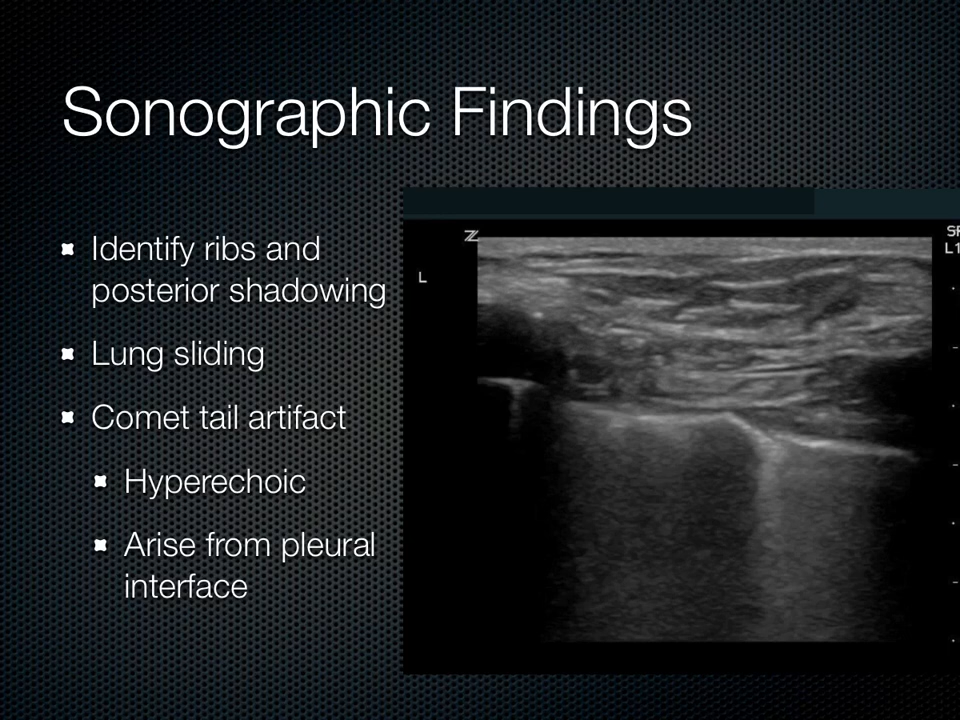 Sonographic Findings
Identify ribs and
posterior shadowing
Lung sliding
Comet tail artifact
Hyperechoic
Arise from pleural
interface
L